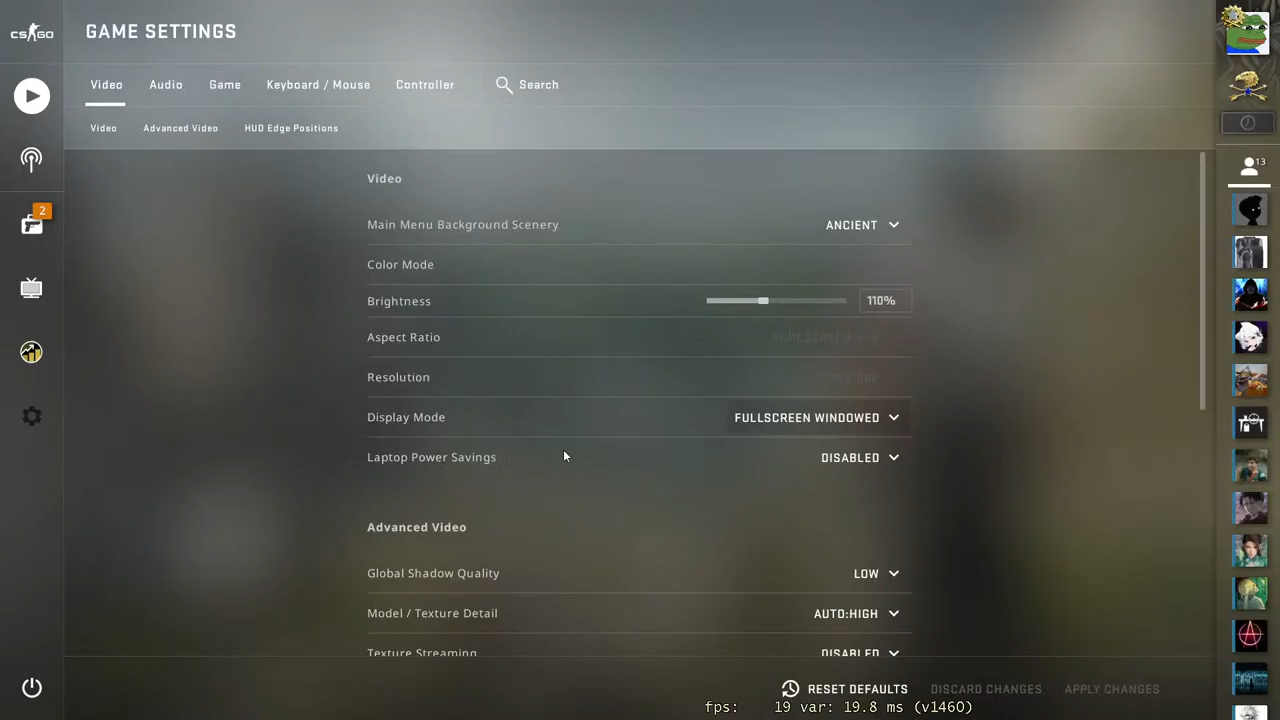 CS GO
GAME SETTINGS
Video Audio Game Keyboard / Mouse Controller Search
Video Advanced Video HUD Edge Positions
13
2
Video
Main Menu Background Scenery ANCIENT
Color Mode
Brightness 110%
Aspect Ratio
Resolution
Display Mode FULLSCREEN WINDOWED
Laptop Power Savings DISABLED
Advanced Video
Global Shadow Quality LOW
Model / Texture Detail AUTO:HIGH
Texture Streaming DISABLED
RESET DEFAULTS DISCARD CHANGES APPLY CHANGES
fps: 19 var: 19.8 ms (v1460)